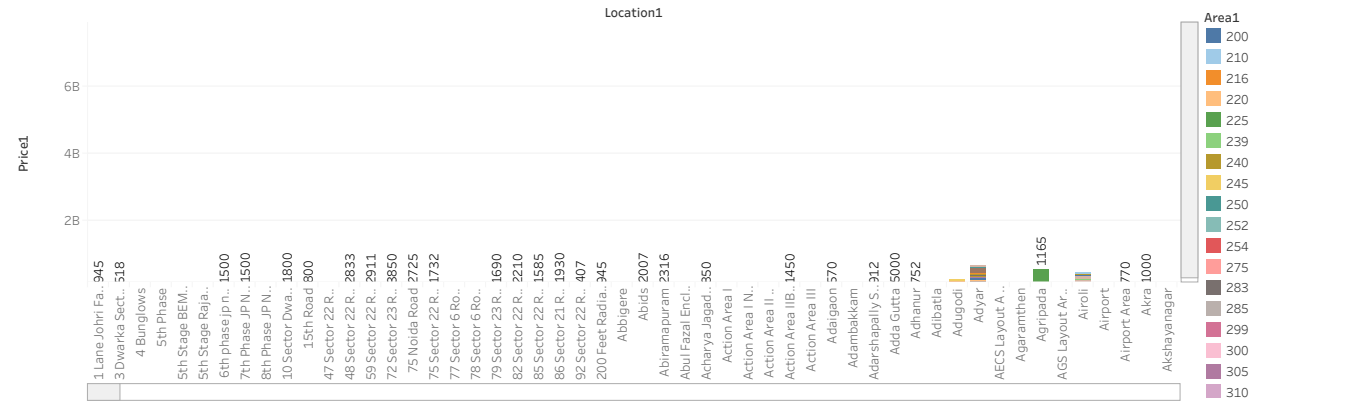 Location1
Area1
Price1
6B
4B
2B
945
518
1500
1500
1800
800
2833
2911
3850
2725
1732
1690
2210
1585
1930
407
945
2007
2316
350
1450
570
912
5000
752
1165
770
1000
1 Lane Johri Fa..
3 Dwarka Sect..
4 Bunglows
5th Phase
5th Stage BEM..
5th Stage Raja..
6th phase jp n..
7th Phase JP N..
8th Phase JP N..
10 Sector Dwa..
15th Road
47 Sector 22 R..
48 Sector 22 R..
59 Sector 22 R..
72 Sector 23 R..
75 Noida Road
75 Sector 22 R..
77 Sector 6 Ro..
78 Sector 6 Ro..
79 Sector 23 R..
82 Sector 22 R..
85 Sector 22 R..
86 Sector 21 R..
92 Sector 22 R..
200 Feet Radia..
Abbigere
Abids
Abiramapuram
Abul Fazal Encl..
Acharya Jagad..
Action Area I
Action Area I N..
Action Area II ..
Action Area IIB..
Action Area III
Adaigaon
Adambakkam
Adarshapally S..
Adda Gutta
Adhanur
Adibatla
Adugodi
Adyar
AECS Layout A ..
Agaramthen
Agripada
AGS Layout Ar..
Airoli
Airport
Airport Area
Akra
Akshayanagar
200
210
216
220
225
239
240
245
250
252
254
275
283
285
299
300
305
310